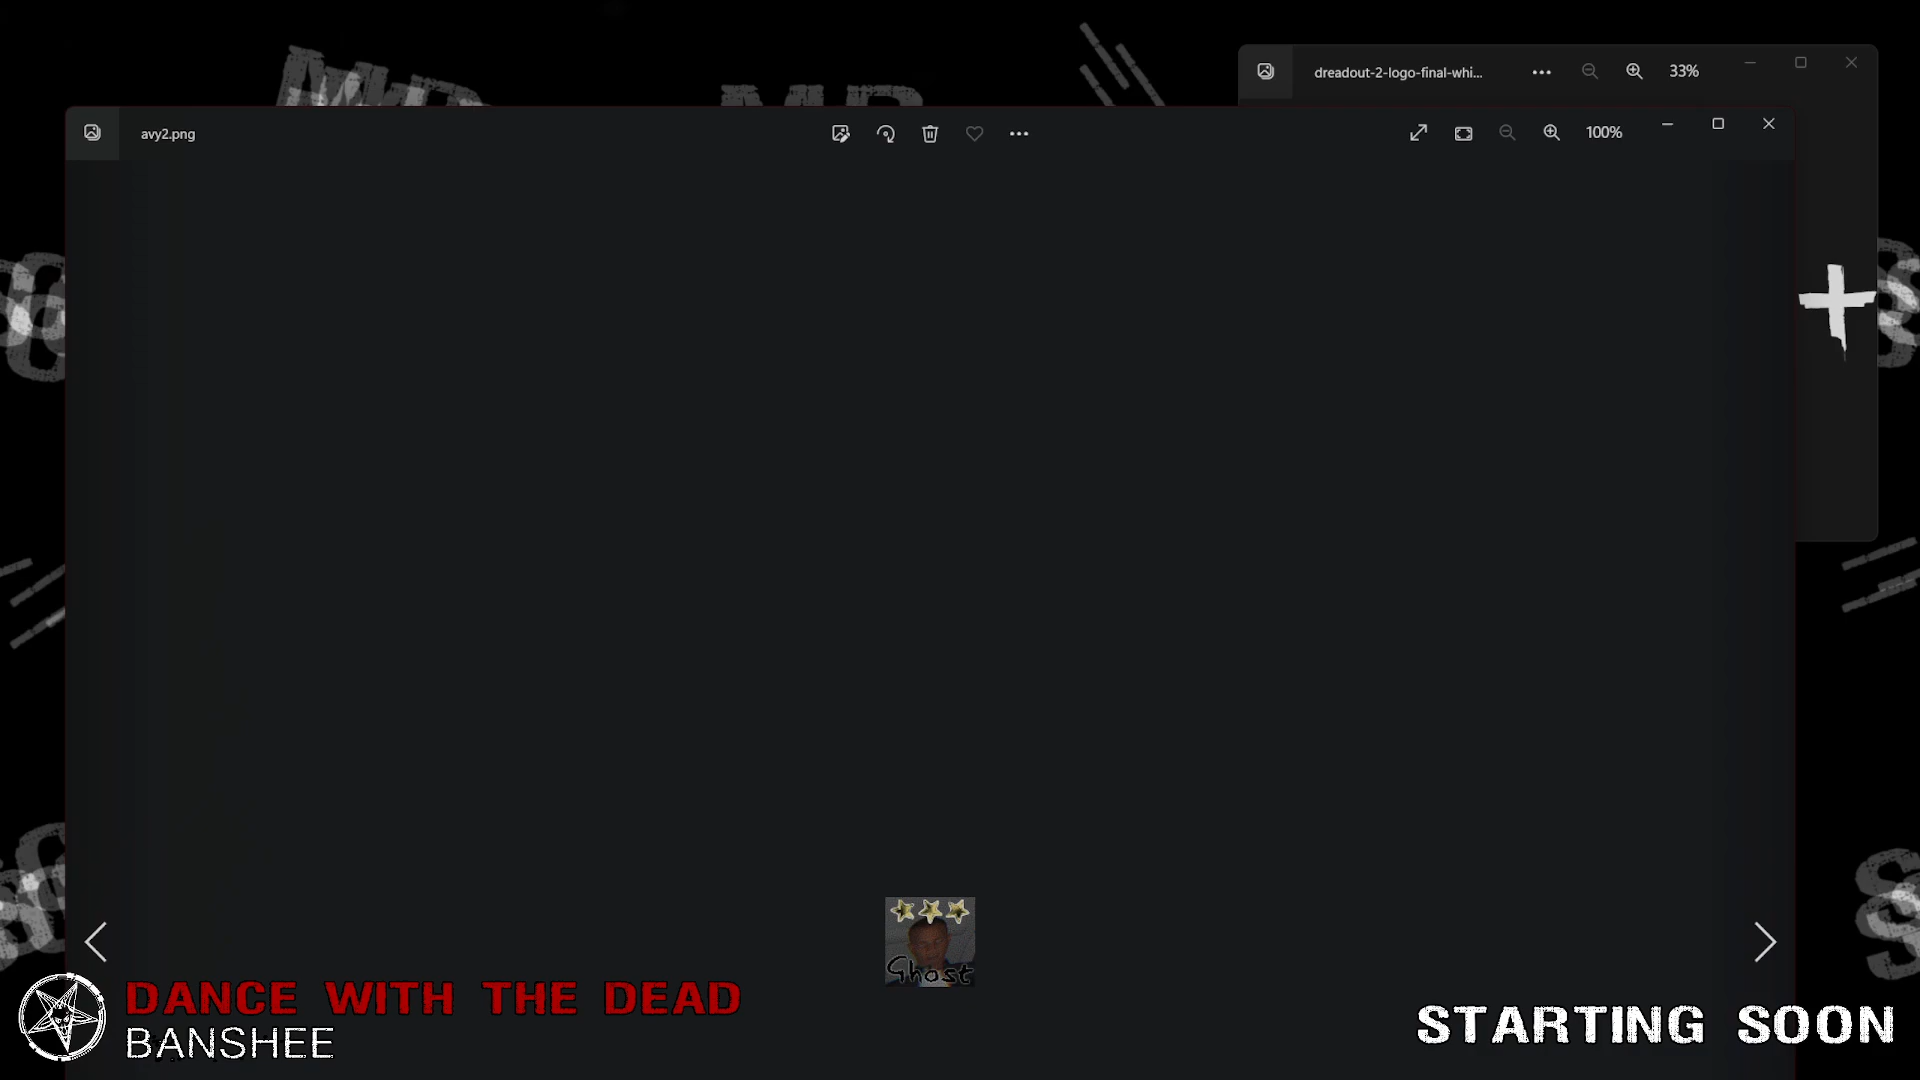 dreadout-2-logo-final-whi...
33%
avy2.png
100%
Ghost
DANCE WITH THE DEAD
BANSHEE
STARTING SOON